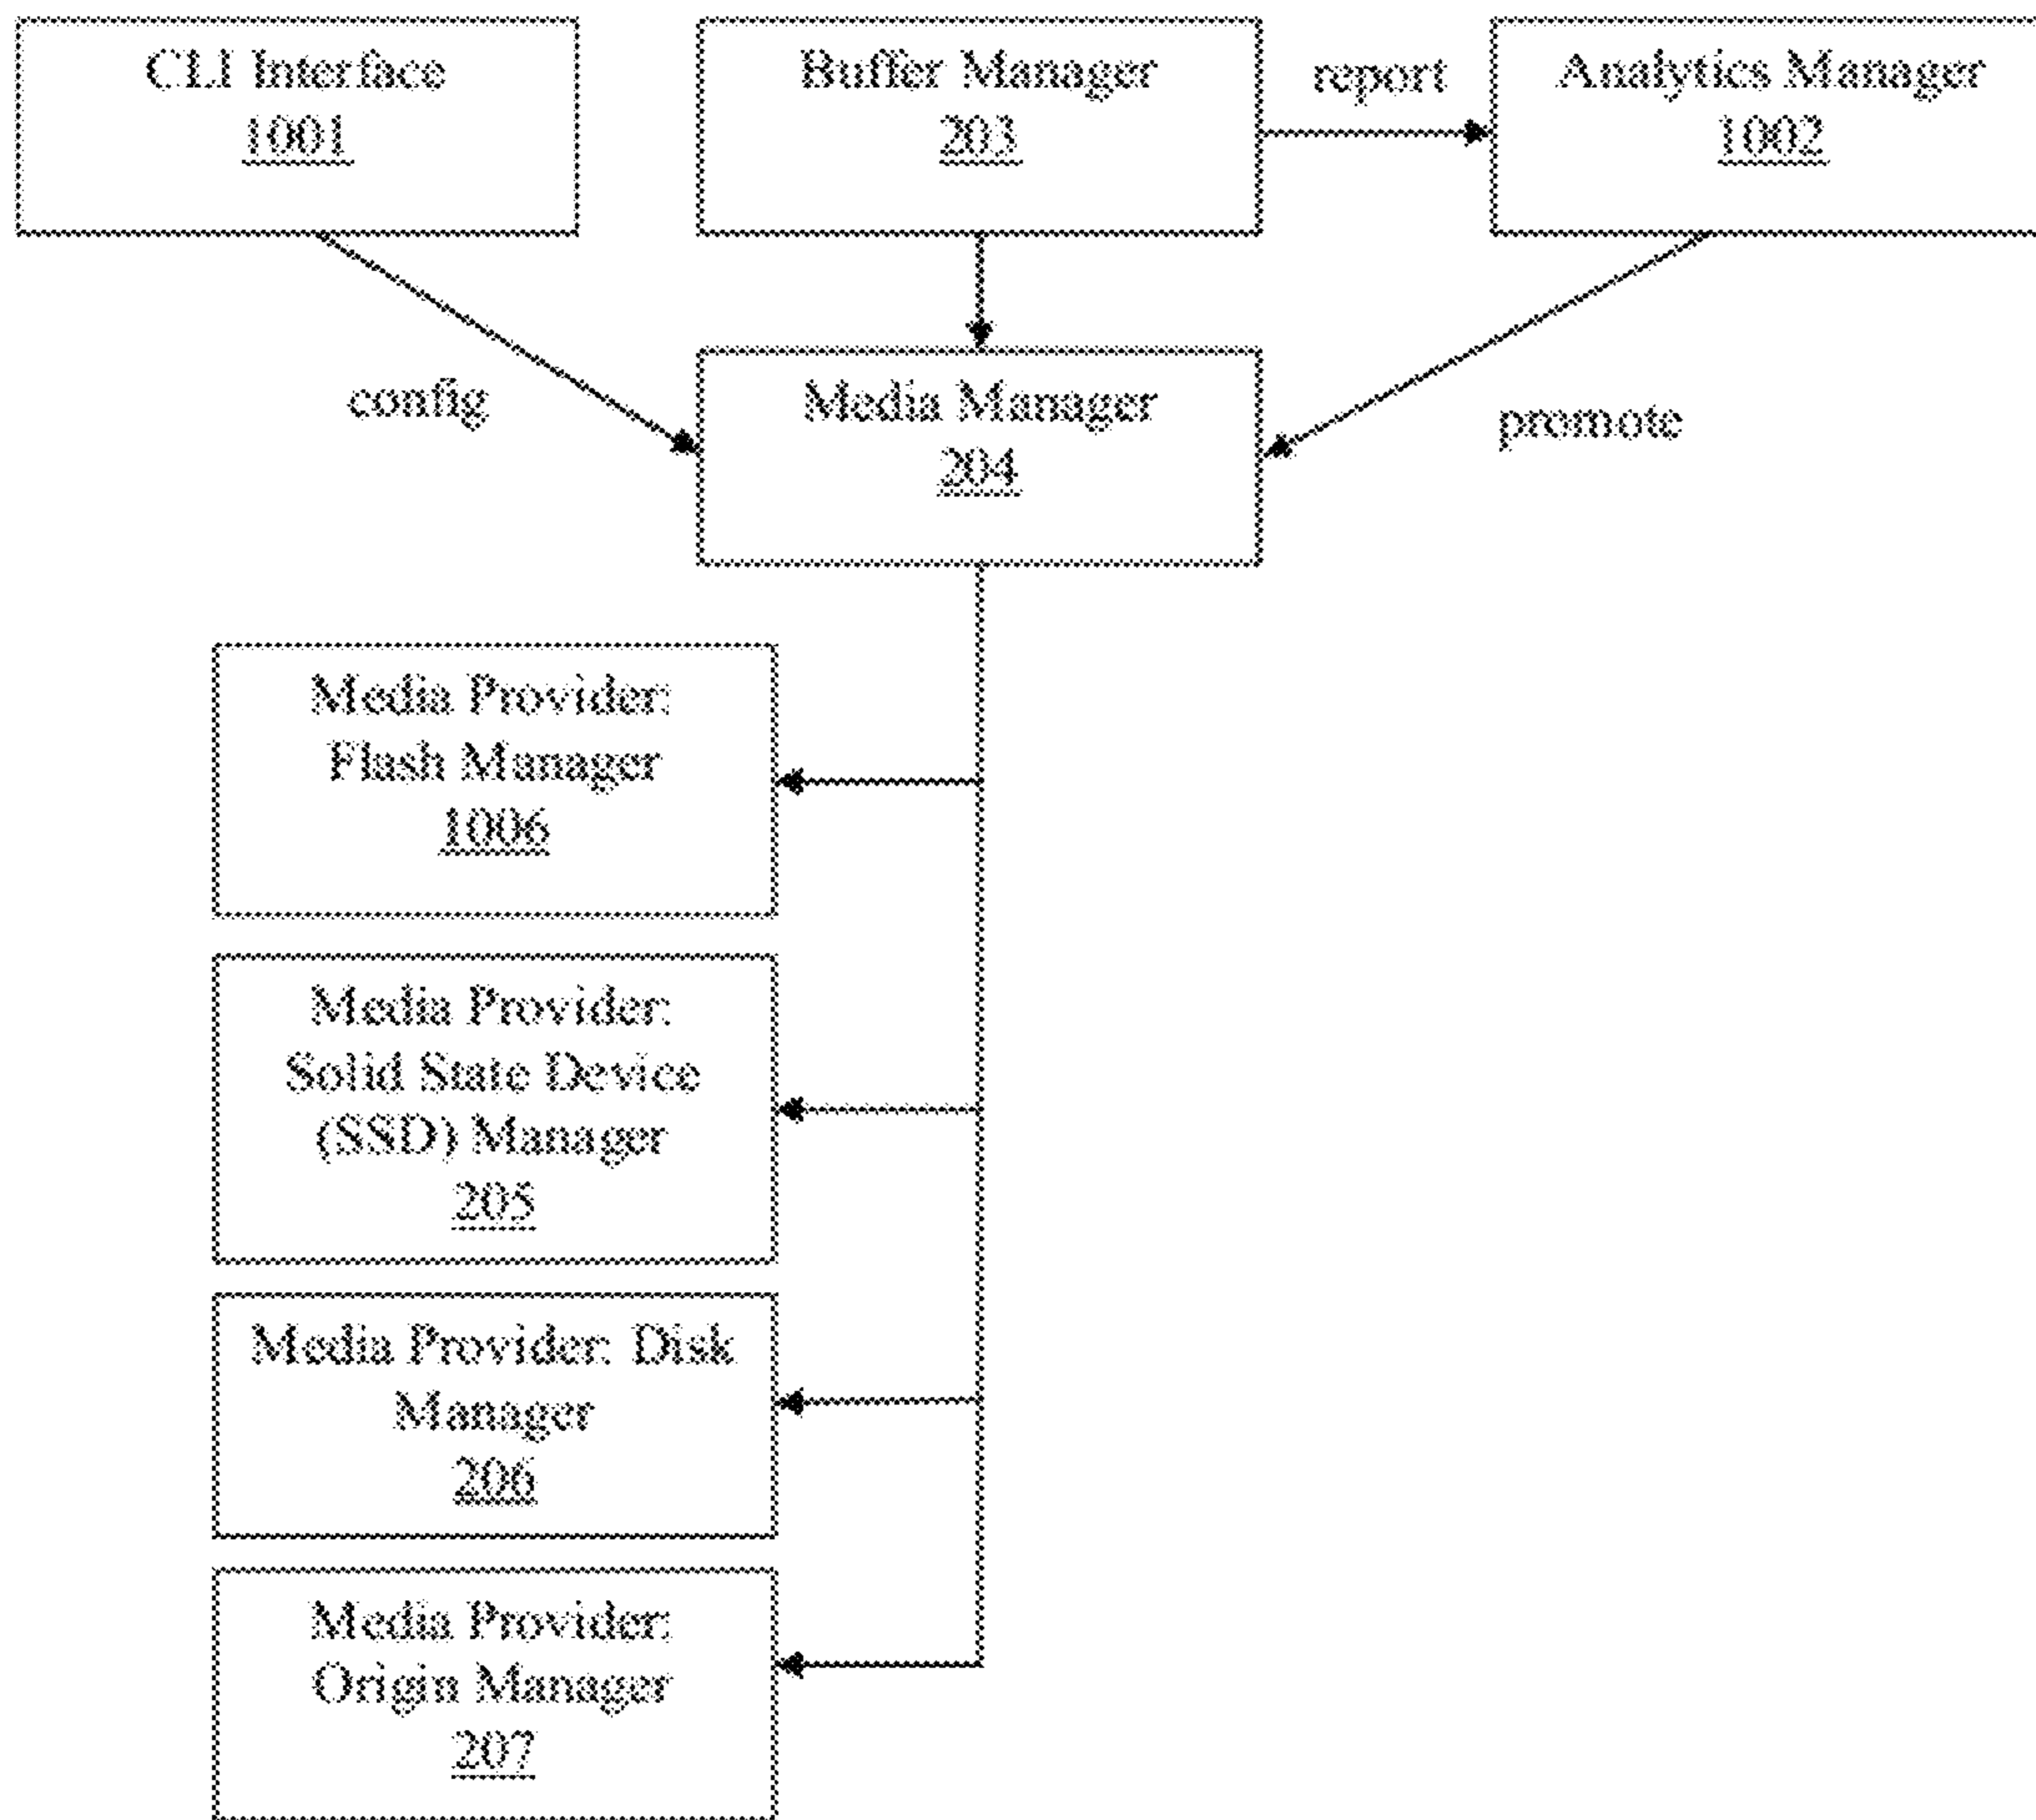 CLI Interface
1001
Buffer Manager
203
report
Analytics Manager
1002
config
Media Manager
204
promote
Media Provider:
Flash Manager
1006
Media Provider:
Solid State Device
(SSD) Manager
205
Media Provider: Disk
Manager
206
Media Provider:
Origin Manager
207